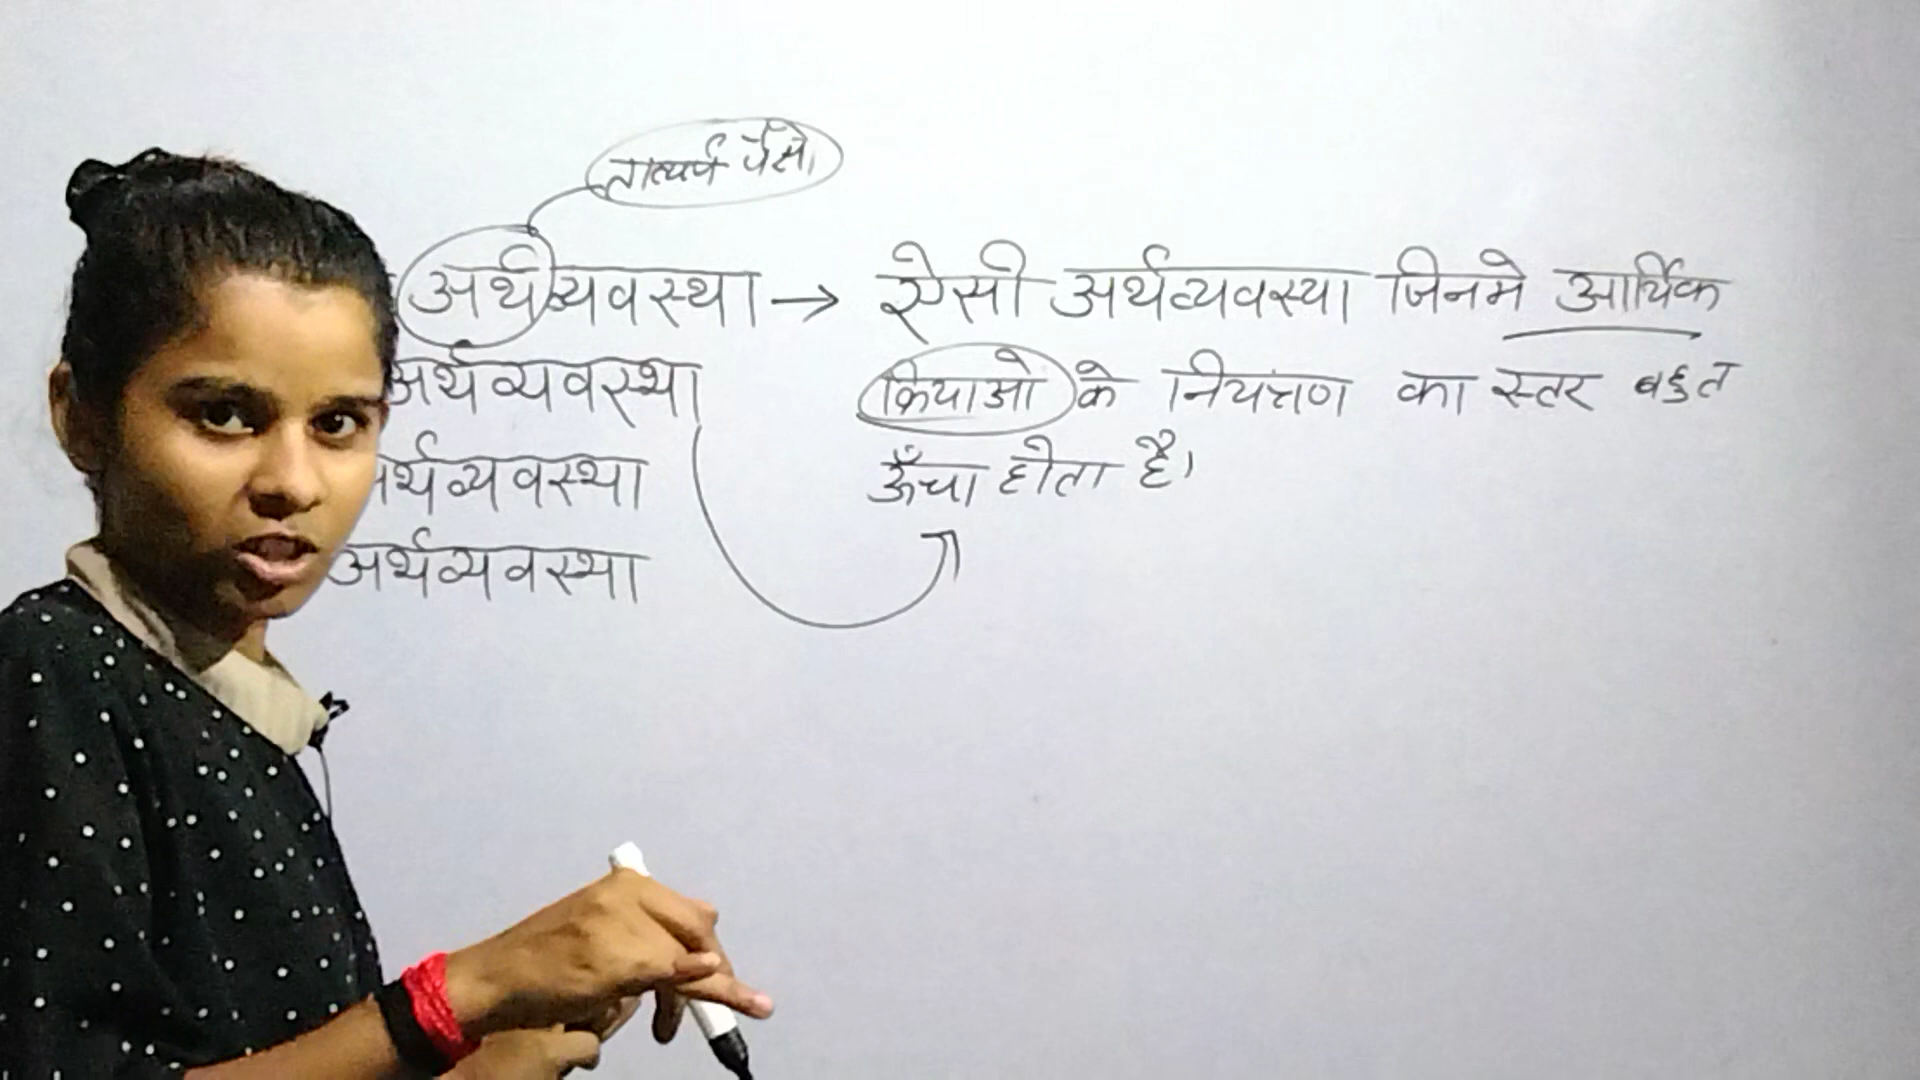 तात्पर्य पैसो
अर्थव्यवस्था → ऐसी अर्थव्यवस्था जिनमे आर्थिक
अर्थव्यवस्था क्रियाओ के नियत्रण का स्तर बहुत
र्थव्यवस्था ऊँचा होता है।
अर्थव्यवस्था